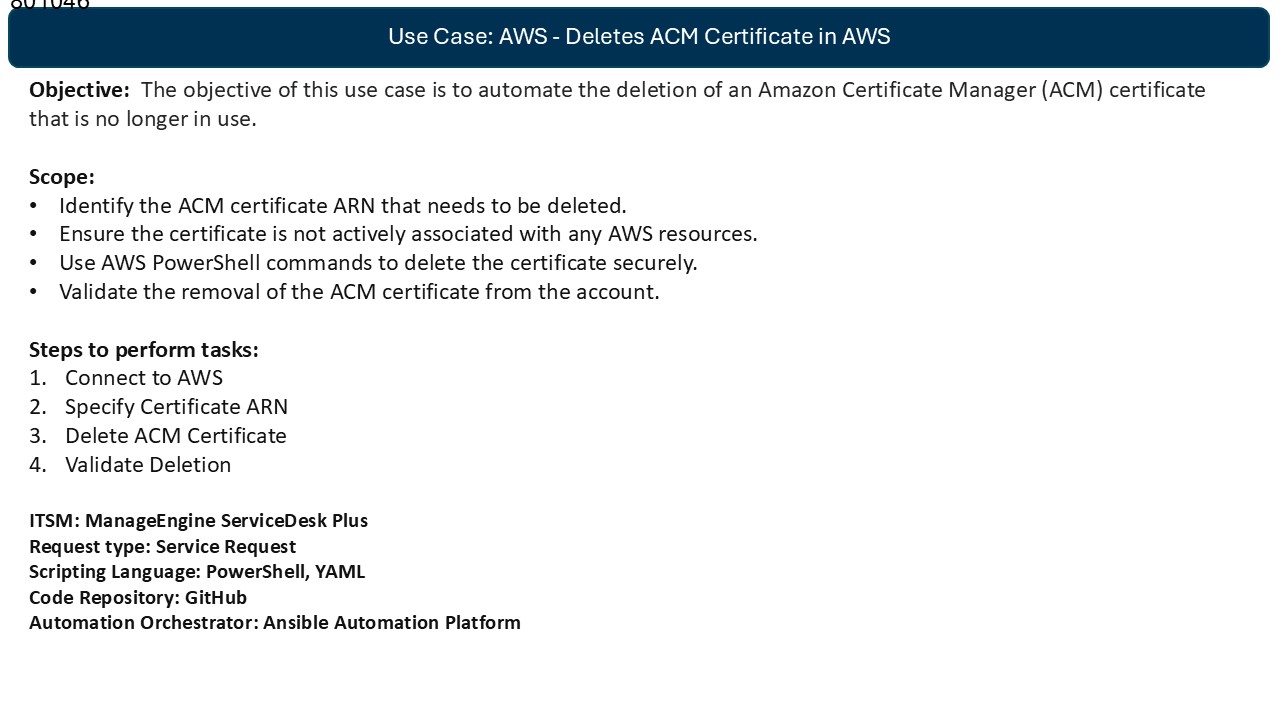 801046
Use Case: AWS - Deletes ACM Certificate in AWS
Objective: The objective of this use case is to automate the deletion of an Amazon Certificate Manager (ACM) certificate
that is no longer in use.
Scope:
• Identify the ACM certificate ARN that needs to be deleted.
• Ensure the certificate is not actively associated with any AWS resources.
• Use AWS PowerShell commands to delete the certificate securely.
• Validate the removal of the ACM certificate from the account.
Steps to perform tasks:
1. Connect to AWS
2. Specify Certificate ARN
3. Delete ACM Certificate
4. Validate Deletion
ITSM: ManageEngine ServiceDesk Plus
Request type: Service Request
Scripting Language: PowerShell, YAML
Code Repository: GitHub
Automation Orchestrator: Ansible Automation Platform